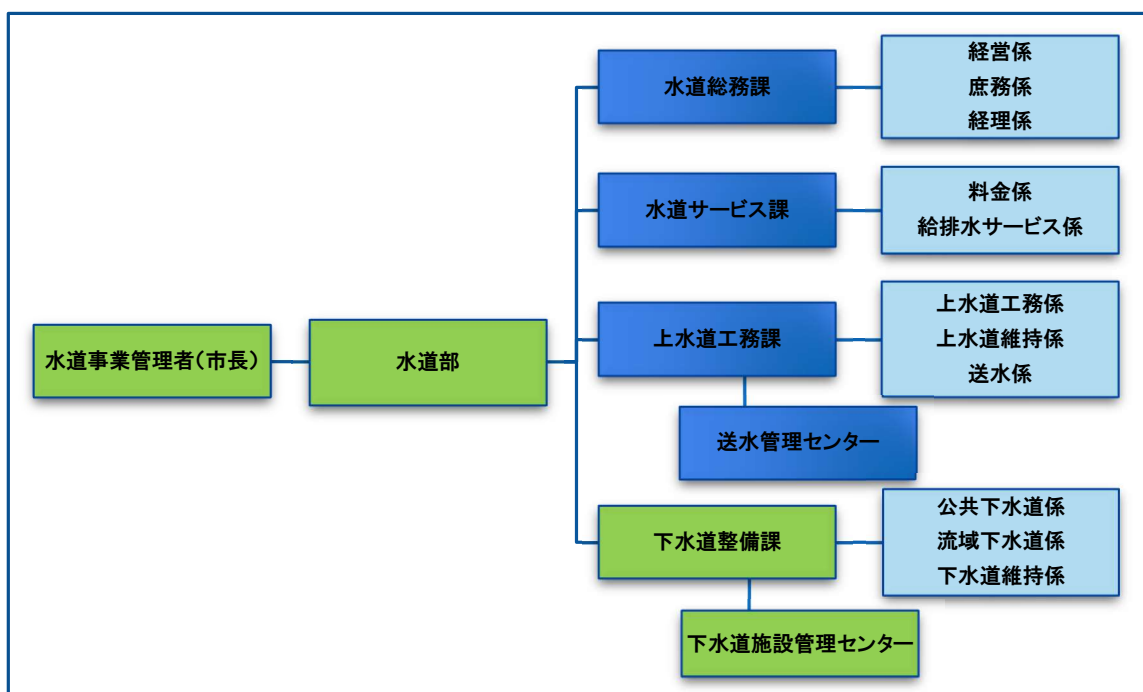 水道事業管理者（市長）
水道部
水道総務課
経営係
庶務係
経理係
水道サービス課
料金係
給排水サービス係
上水道工務課
上水道工務係
上水道維持係
送水係
送水管理センター
下水道整備課
公共下水道係
流域下水道係
下水道維持係
下水道施設管理センター